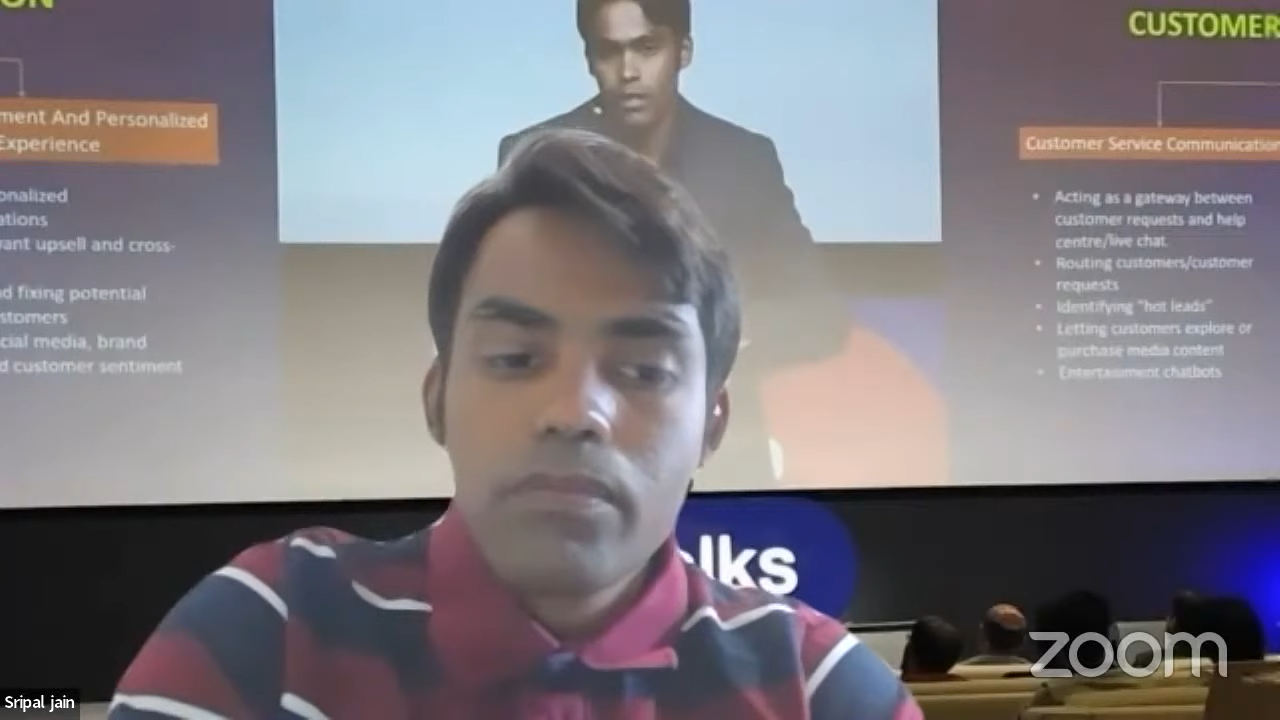 ON
ment And Personalized
Experience
onalized
ations
vant upsell and cross-
d fixing potential
stomers
cial media, brand
d customer sentiment
CUSTOMER
Customer Service Communication
• Acting as a gateway between
customer requests and help
centre/live chat.
• Routing customers/customer
requests
• Identifying "hot leads"
• Letting customers explore or
purchase media content
• Entertainment chatbots
lks
zoom
Sripal jain